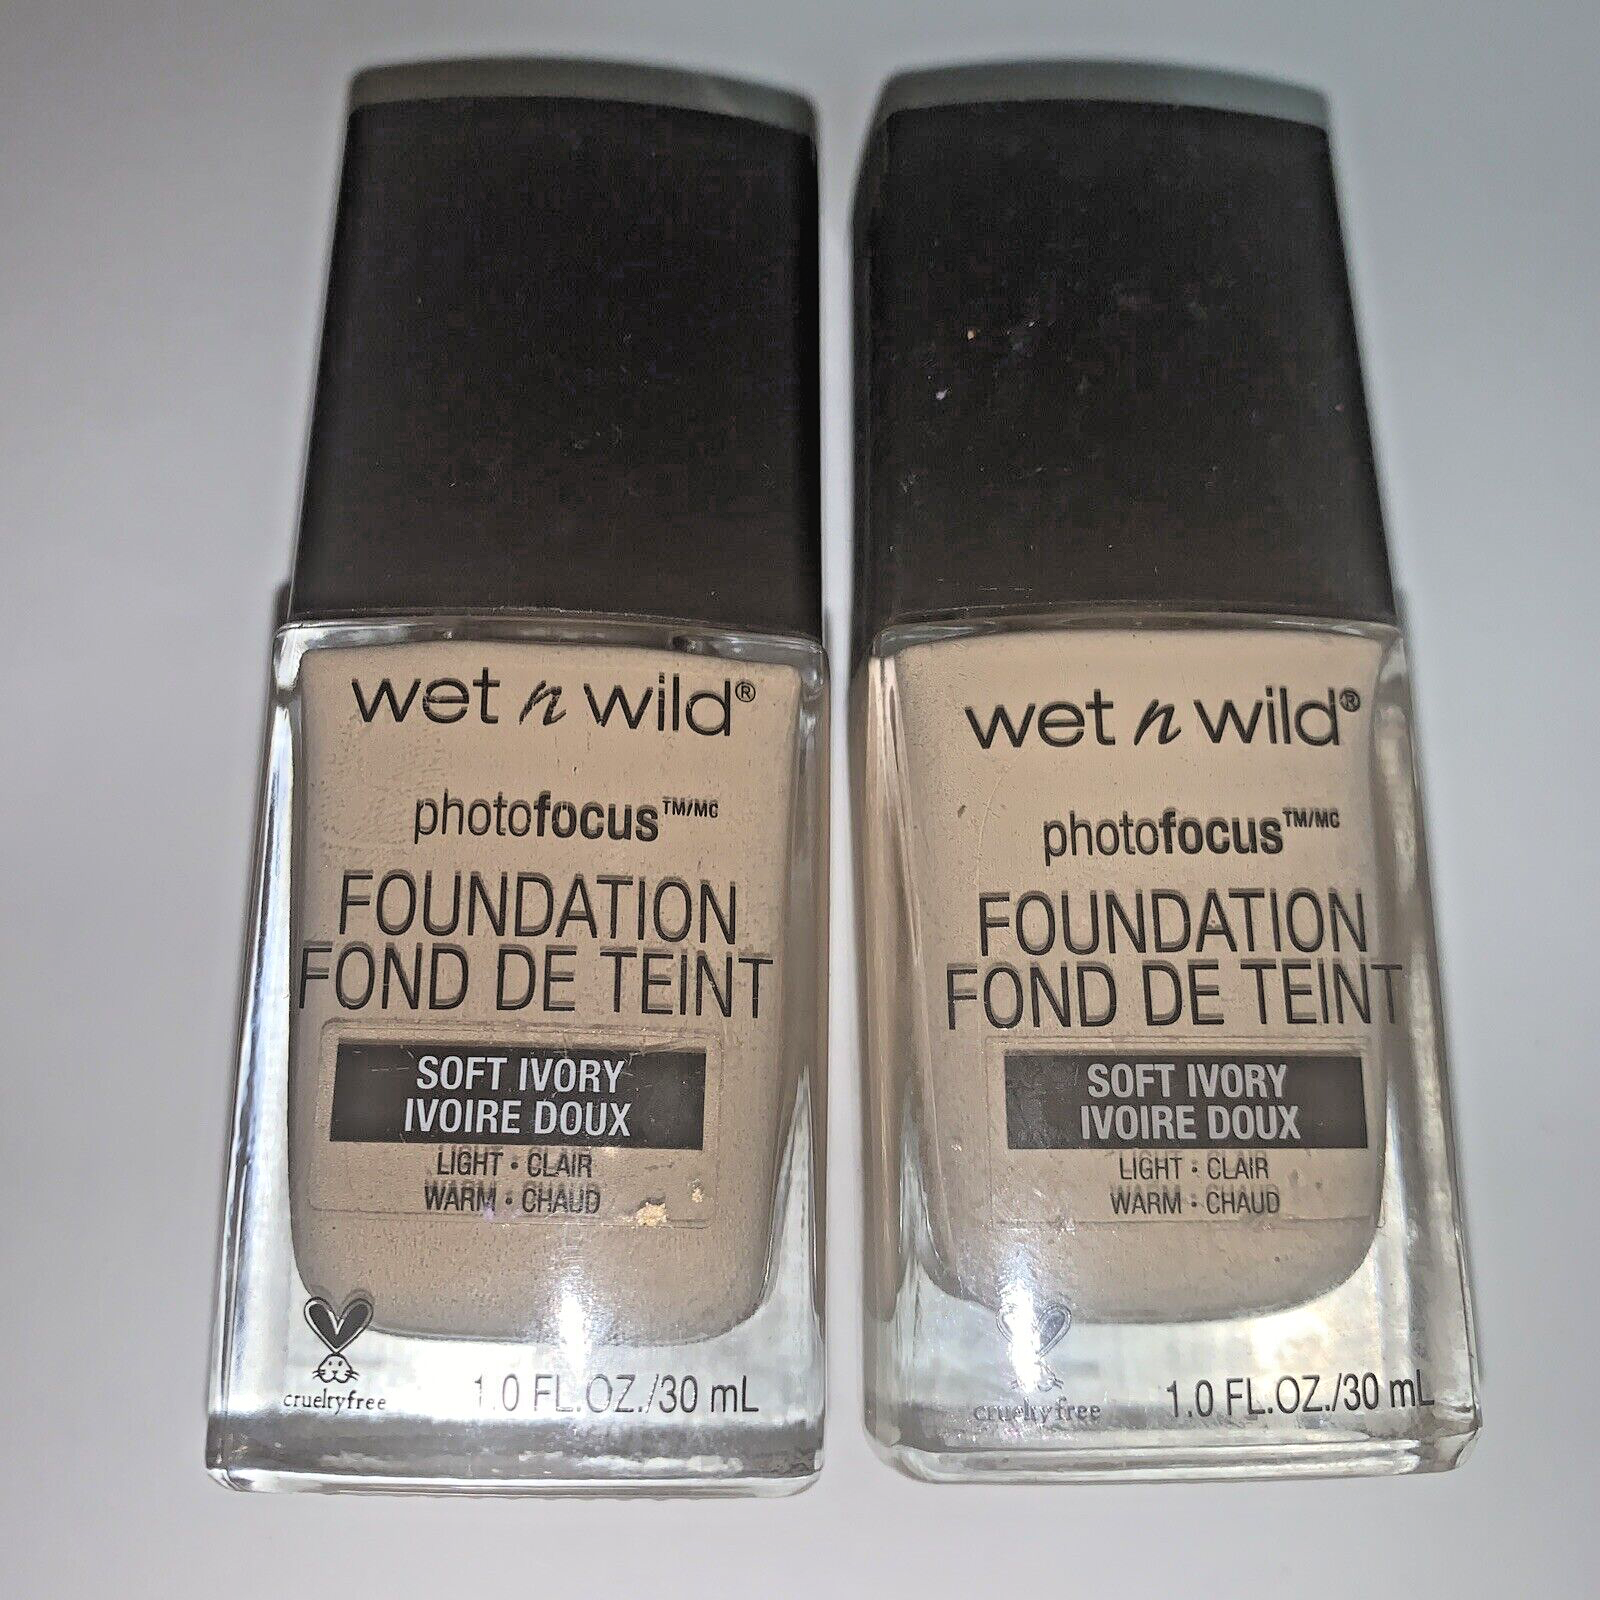 wet n wild®
photofocus™/MC
FOUNDATION
FOND DE TEINT
SOFT IVORY
IVOIRE DOUX
LIGHT • CLAIR
WARM • CHAUD
crueltyfree
1.0 FL.OZ./30 mL
wet n wild®
photofocus™/MC
FOUNDATION
FOND DE TEINT
SOFT IVORY
IVOIRE DOUX
LIGHT • CLAIR
WARM • CHAUD
crueltyfree
1.0 FL.OZ./30 mL